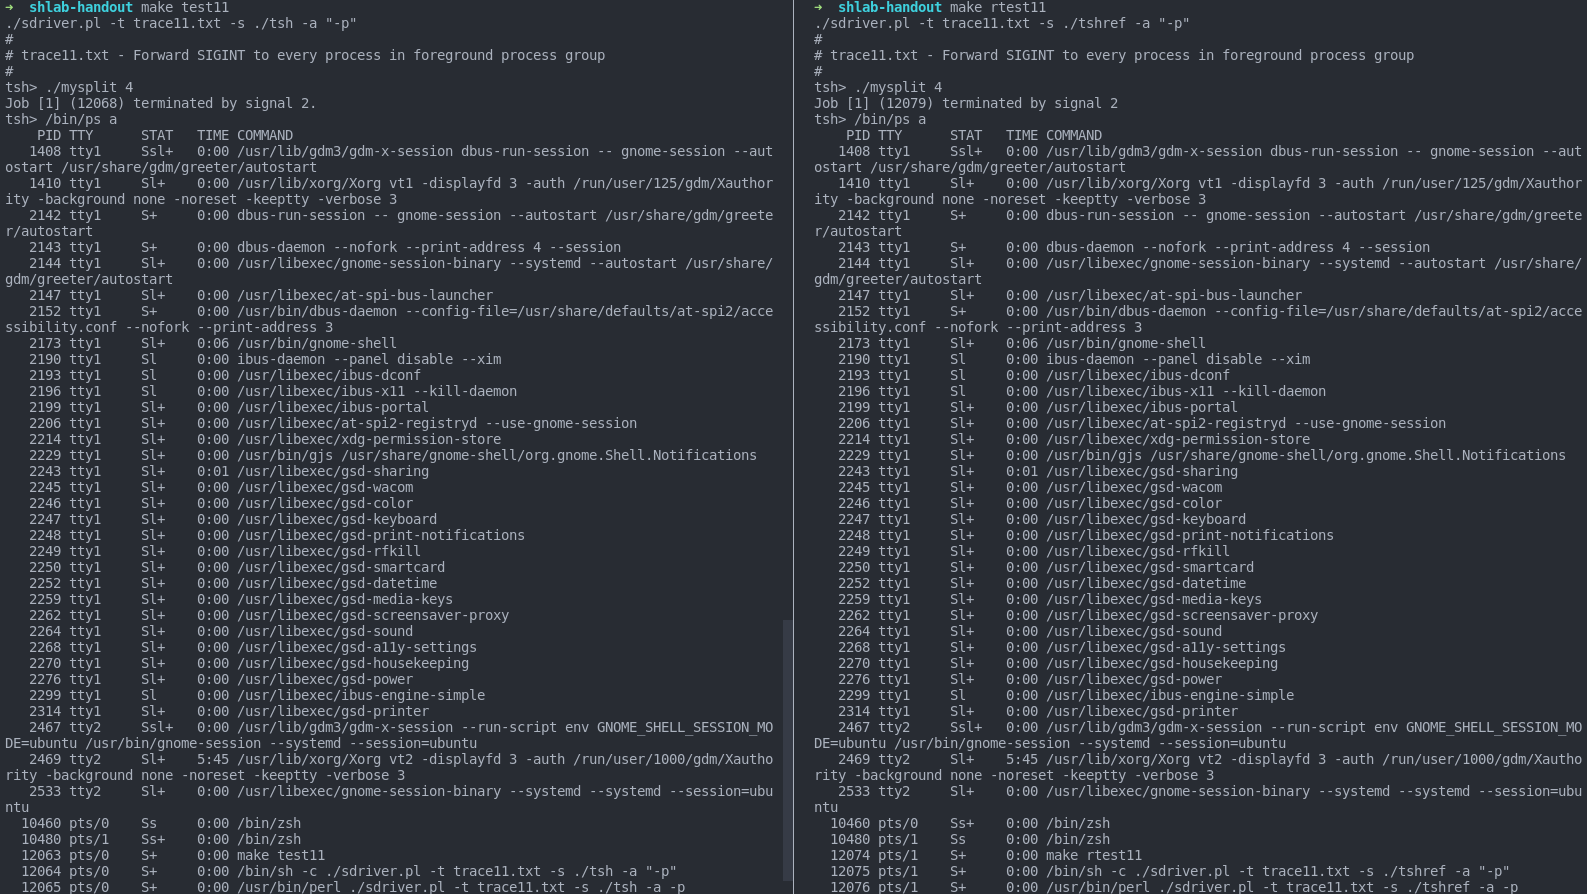 → shlab-handout make test11
./sdriver.pl -t trace11.txt -s ./tsh -a "-p"
#
# trace11.txt - Forward SIGINT to every process in foreground process group
#
tsh> ./mysplit 4
Job [1] (12068) terminated by signal 2.
tsh> /bin/ps a
PID TTY STAT TIME COMMAND
1408 tty1 Ssl+ 0:00 /usr/lib/gdm3/gdm-x-session dbus-run-session -- gnome-session --aut
ostart /usr/share/gdm/greeter/autostart
1410 tty1 Sl+ 0:00 /usr/lib/xorg/Xorg vt1 -displayfd 3 -auth /run/user/125/gdm/Xauthor
ity -background none -noreset -keeptty -verbose 3
2142 tty1 S+ 0:00 dbus-run-session -- gnome-session --autostart /usr/share/gdm/greete
r/autostart
2143 tty1 S+ 0:00 dbus-daemon --nofork --print-address 4 --session
2144 tty1 Sl+ 0:00 /usr/libexec/gnome-session-binary --systemd --autostart /usr/share/
gdm/greeter/autostart
2147 tty1 Sl+ 0:00 /usr/libexec/at-spi-bus-launcher
2152 tty1 S+ 0:00 /usr/bin/dbus-daemon --config-file=/usr/share/defaults/at-spi2/acce
ssibility.conf --nofork --print-address 3
2173 tty1 Sl+ 0:06 /usr/bin/gnome-shell
2190 tty1 Sl 0:00 ibus-daemon --panel disable --xim
2193 tty1 Sl 0:00 /usr/libexec/ibus-dconf
2196 tty1 Sl 0:00 /usr/libexec/ibus-x11 --kill-daemon
2199 tty1 Sl+ 0:00 /usr/libexec/ibus-portal
2206 tty1 Sl+ 0:00 /usr/libexec/at-spi2-registryd --use-gnome-session
2214 tty1 Sl+ 0:00 /usr/libexec/xdg-permission-store
2229 tty1 Sl+ 0:00 /usr/bin/gjs /usr/share/gnome-shell/org.gnome.Shell.Notifications
2243 tty1 Sl+ 0:01 /usr/libexec/gsd-sharing
2245 tty1 Sl+ 0:00 /usr/libexec/gsd-wacom
2246 tty1 Sl+ 0:00 /usr/libexec/gsd-color
2247 tty1 Sl+ 0:00 /usr/libexec/gsd-keyboard
2248 tty1 Sl+ 0:00 /usr/libexec/gsd-print-notifications
2249 tty1 Sl+ 0:00 /usr/libexec/gsd-rfkill
2250 tty1 Sl+ 0:00 /usr/libexec/gsd-smartcard
2252 tty1 Sl+ 0:00 /usr/libexec/gsd-datetime
2259 tty1 Sl+ 0:00 /usr/libexec/gsd-media-keys
2262 tty1 Sl+ 0:00 /usr/libexec/gsd-screensaver-proxy
2264 tty1 Sl+ 0:00 /usr/libexec/gsd-sound
2268 tty1 Sl+ 0:00 /usr/libexec/gsd-a11y-settings
2270 tty1 Sl+ 0:00 /usr/libexec/gsd-housekeeping
2276 tty1 Sl+ 0:00 /usr/libexec/gsd-power
2299 tty1 Sl 0:00 /usr/libexec/ibus-engine-simple
2314 tty1 Sl+ 0:00 /usr/libexec/gsd-printer
2467 tty2 Ssl+ 0:00 /usr/lib/gdm3/gdm-x-session --run-script env GNOME_SHELL_SESSION_MO
DE=ubuntu /usr/bin/gnome-session --systemd --session=ubuntu
2469 tty2 Sl+ 5:45 /usr/lib/xorg/Xorg vt2 -displayfd 3 -auth /run/user/1000/gdm/Xautho
rity -background none -noreset -keeptty -verbose 3
2533 tty2 Sl+ 0:00 /usr/libexec/gnome-session-binary --systemd --systemd --session=ubu
ntu
10460 pts/0 Ss 0:00 /bin/zsh
10480 pts/1 Ss+ 0:00 /bin/zsh
12063 pts/0 S+ 0:00 make test11
12064 pts/0 S+ 0:00 /bin/sh -c ./sdriver.pl -t trace11.txt -s ./tsh -a "-p"
12065 pts/0 S+ 0:00 /usr/bin/perl ./sdriver.pl -t trace11.txt -s ./tsh -a -p
→ shlab-handout make rtest11
./sdriver.pl -t trace11.txt -s ./tshref -a "-p"
#
# trace11.txt - Forward SIGINT to every process in foreground process group
#
tsh> ./mysplit 4
Job [1] (12079) terminated by signal 2
tsh> /bin/ps a
PID TTY STAT TIME COMMAND
1408 tty1 Ssl+ 0:00 /usr/lib/gdm3/gdm-x-session dbus-run-session -- gnome-session --aut
ostart /usr/share/gdm/greeter/autostart
1410 tty1 Sl+ 0:00 /usr/lib/xorg/Xorg vt1 -displayfd 3 -auth /run/user/125/gdm/Xauthor
ity -background none -noreset -keeptty -verbose 3
2142 tty1 S+ 0:00 dbus-run-session -- gnome-session --autostart /usr/share/gdm/greete
r/autostart
2143 tty1 S+ 0:00 dbus-daemon --nofork --print-address 4 --session
2144 tty1 Sl+ 0:00 /usr/libexec/gnome-session-binary --systemd --autostart /usr/share/
gdm/greeter/autostart
2147 tty1 Sl+ 0:00 /usr/libexec/at-spi-bus-launcher
2152 tty1 S+ 0:00 /usr/bin/dbus-daemon --config-file=/usr/share/defaults/at-spi2/acce
ssibility.conf --nofork --print-address 3
2173 tty1 Sl+ 0:06 /usr/bin/gnome-shell
2190 tty1 Sl 0:00 ibus-daemon --panel disable --xim
2193 tty1 Sl 0:00 /usr/libexec/ibus-dconf
2196 tty1 Sl 0:00 /usr/libexec/ibus-x11 --kill-daemon
2199 tty1 Sl+ 0:00 /usr/libexec/ibus-portal
2206 tty1 Sl+ 0:00 /usr/libexec/at-spi2-registryd --use-gnome-session
2214 tty1 Sl+ 0:00 /usr/libexec/xdg-permission-store
2229 tty1 Sl+ 0:00 /usr/bin/gjs /usr/share/gnome-shell/org.gnome.Shell.Notifications
2243 tty1 Sl+ 0:01 /usr/libexec/gsd-sharing
2245 tty1 Sl+ 0:00 /usr/libexec/gsd-wacom
2246 tty1 Sl+ 0:00 /usr/libexec/gsd-color
2247 tty1 Sl+ 0:00 /usr/libexec/gsd-keyboard
2248 tty1 Sl+ 0:00 /usr/libexec/gsd-print-notifications
2249 tty1 Sl+ 0:00 /usr/libexec/gsd-rfkill
2250 tty1 Sl+ 0:00 /usr/libexec/gsd-smartcard
2252 tty1 Sl+ 0:00 /usr/libexec/gsd-datetime
2259 tty1 Sl+ 0:00 /usr/libexec/gsd-media-keys
2262 tty1 Sl+ 0:00 /usr/libexec/gsd-screensaver-proxy
2264 tty1 Sl+ 0:00 /usr/libexec/gsd-sound
2268 tty1 Sl+ 0:00 /usr/libexec/gsd-a11y-settings
2270 tty1 Sl+ 0:00 /usr/libexec/gsd-housekeeping
2276 tty1 Sl+ 0:00 /usr/libexec/gsd-power
2299 tty1 Sl 0:00 /usr/libexec/ibus-engine-simple
2314 tty1 Sl+ 0:00 /usr/libexec/gsd-printer
2467 tty2 Ssl+ 0:00 /usr/lib/gdm3/gdm-x-session --run-script env GNOME_SHELL_SESSION_MO
DE=ubuntu /usr/bin/gnome-session --systemd --session=ubuntu
2469 tty2 Sl+ 5:45 /usr/lib/xorg/Xorg vt2 -displayfd 3 -auth /run/user/1000/gdm/Xautho
rity -background none -noreset -keeptty -verbose 3
2533 tty2 Sl+ 0:00 /usr/libexec/gnome-session-binary --systemd --systemd --session=ubu
ntu
10460 pts/0 Ss+ 0:00 /bin/zsh
10480 pts/1 Ss 0:00 /bin/zsh
12074 pts/1 S+ 0:00 make rtest11
12075 pts/1 S+ 0:00 /bin/sh -c ./sdriver.pl -t trace11.txt -s ./tshref -a "-p"
12076 pts/1 S+ 0:00 /usr/bin/perl ./sdriver.pl -t trace11.txt -s ./tshref -a -p